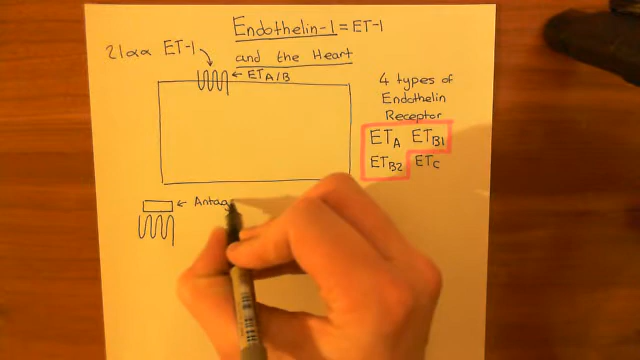 Endothelin-1 = ET-1
and the Heart
21αα ET-1
← ETA/B
4 types of
Endothelin
Receptor
ETA ETB1
ETB2 ETC
← Antag